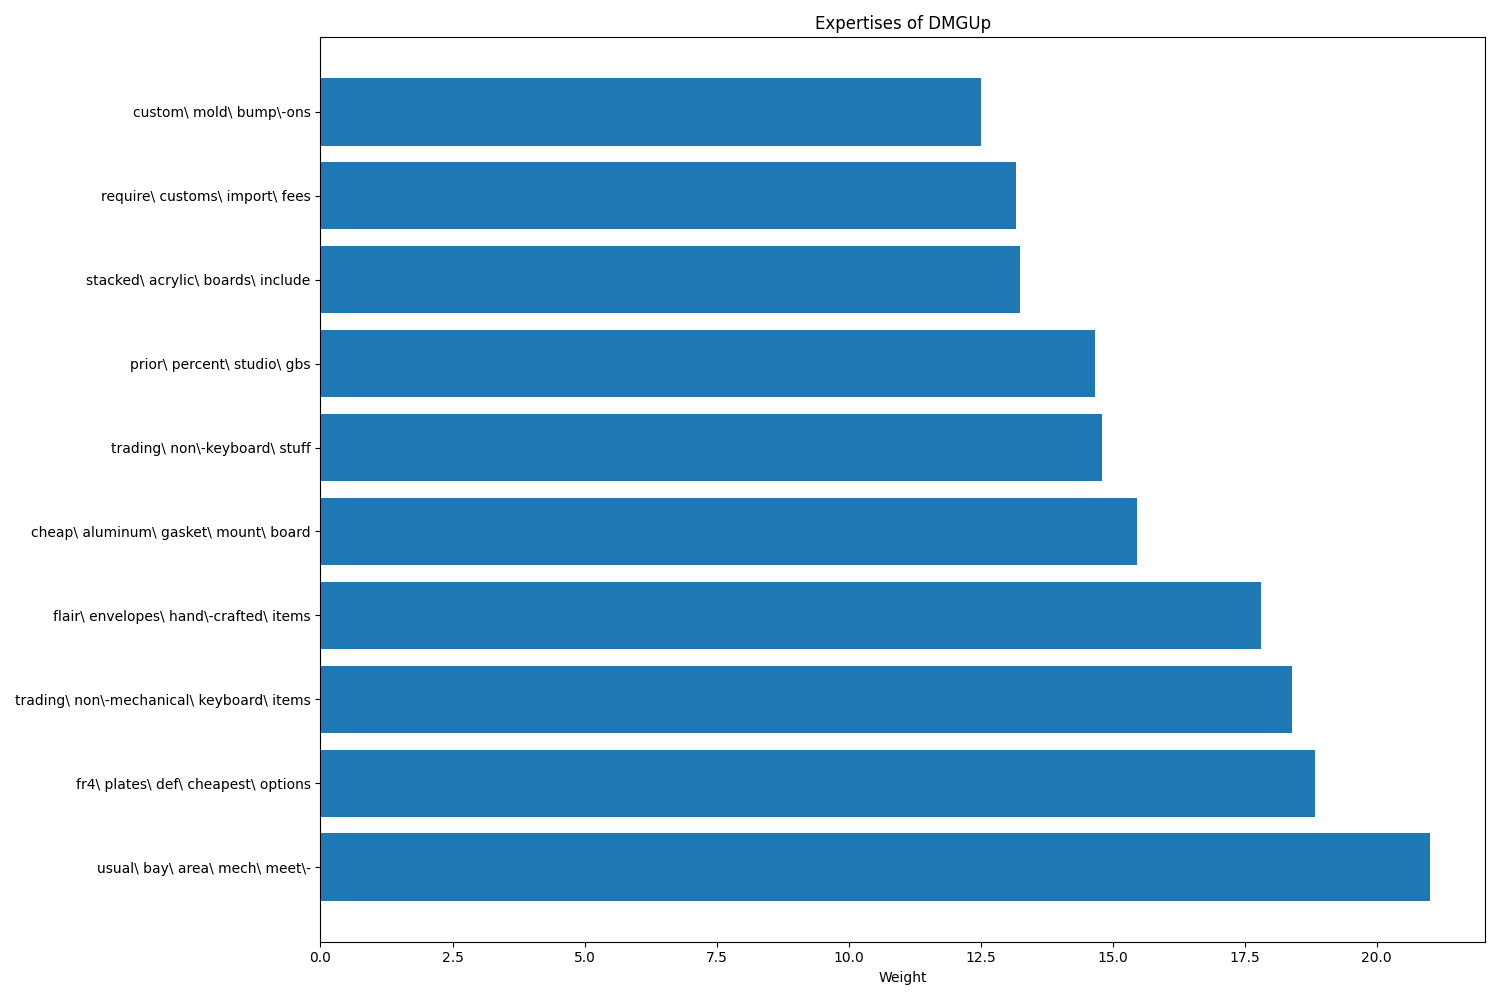 Expertises of DMGUp
custom\ mold\ bump\-ons
require\ customs\ import\ fees
stacked\ acrylic\ boards\ include
prior\ percent\ studio\ gbs
trading\ non\-keyboard\ stuff
cheap\ aluminum\ gasket\ mount\ board
flair\ envelopes\ hand\-crafted\ items
trading\ non\-mechanical\ keyboard\ items
fr4\ plates\ def\ cheapest\ options
usual\ bay\ area\ mech\ meet\-
0.0 2.5 5.0 7.5 10.0 12.5 15.0 17.5 20.0
Weight